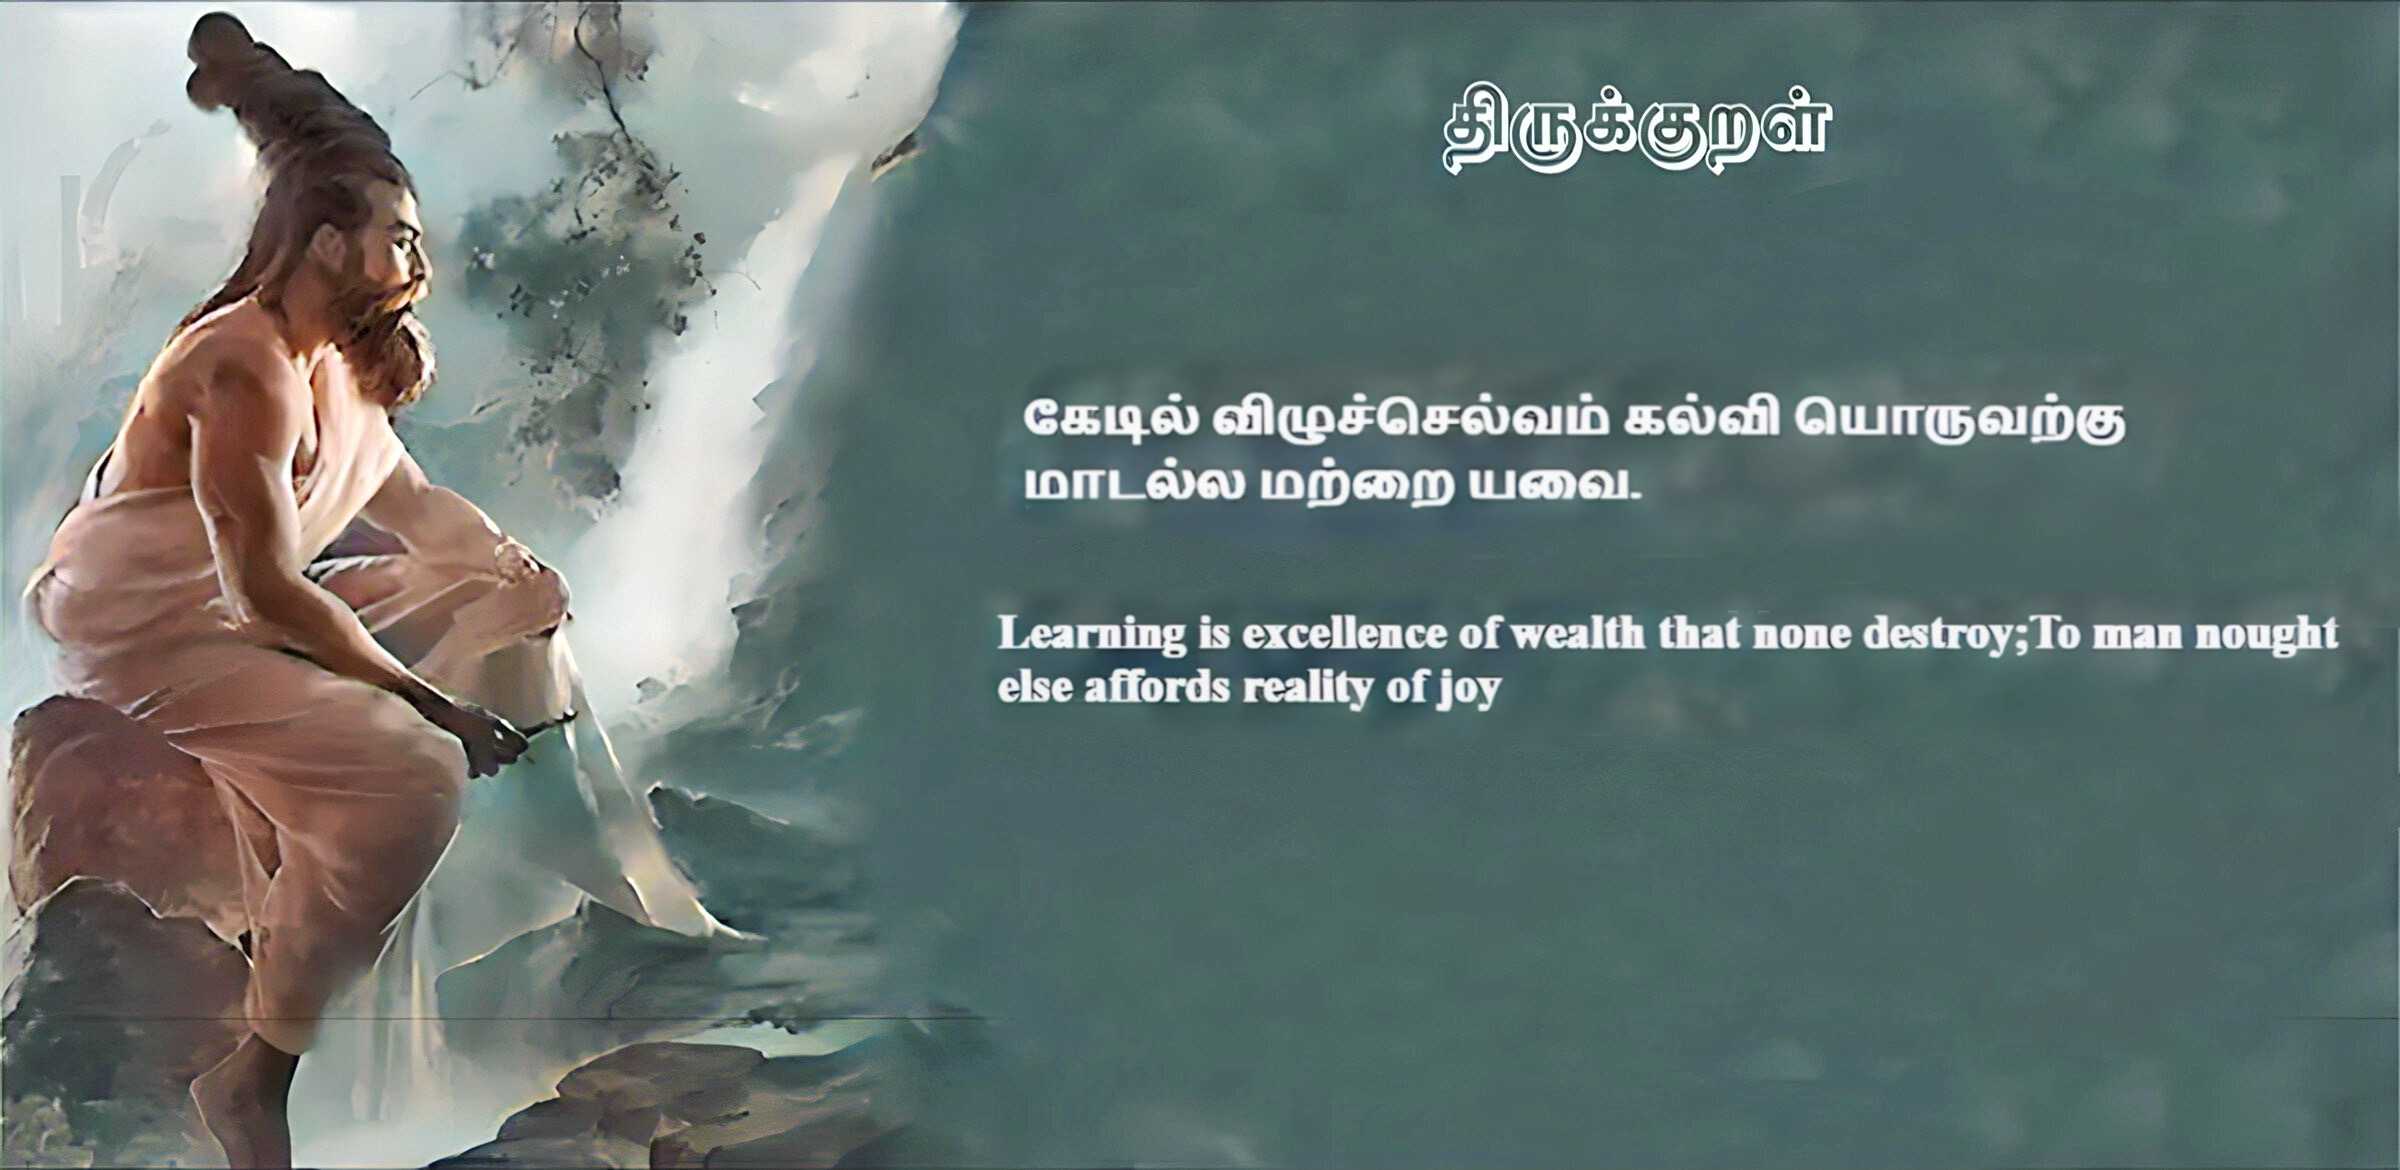 திருக்குறள்
கேடில் விழுச்செல்வம் கல்வி யொருவற்கு
மாடல்ல மற்றை யவை.
Learning is excellence of wealth that none destroy;To man nought
else affords reality of joy